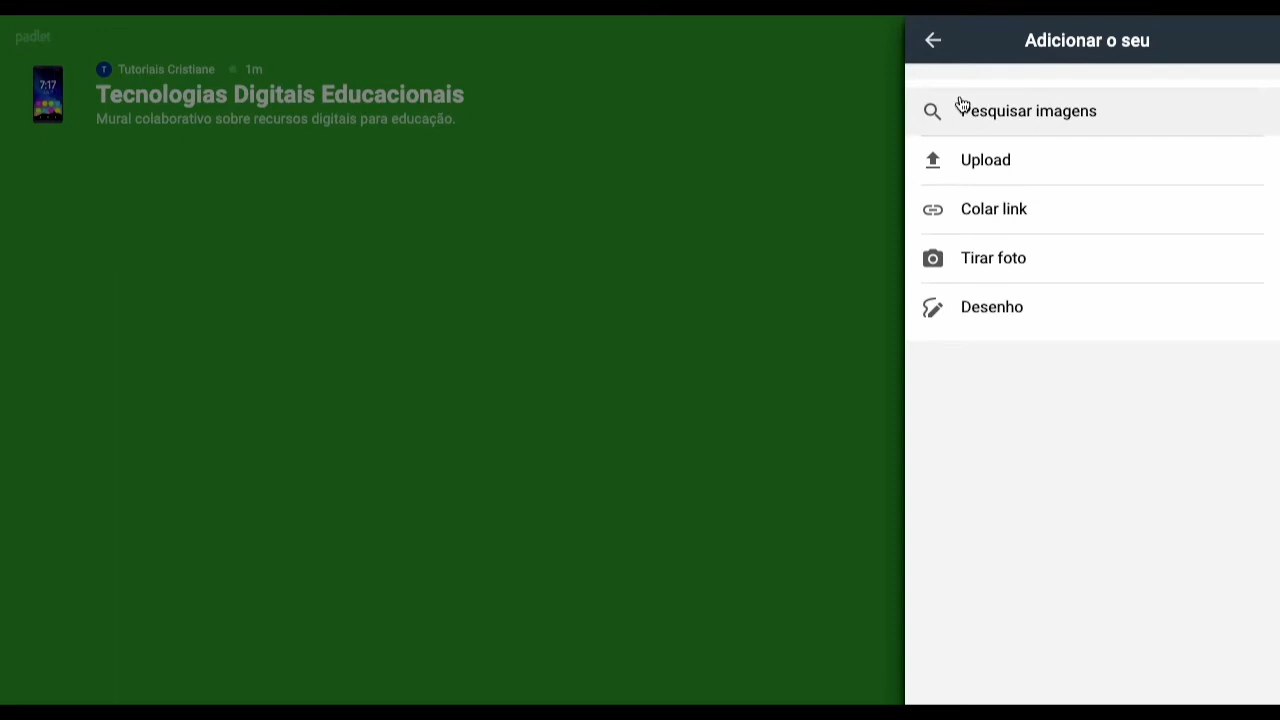 padlet
T Tutoriais Cristiane 1m
7:17
Tecnologias Digitais Educacionais
Mural colaborativo sobre recursos digitais para educação.
Adicionar o seu
Pesquisar imagens
Upload
Colar link
Tirar foto
Desenho